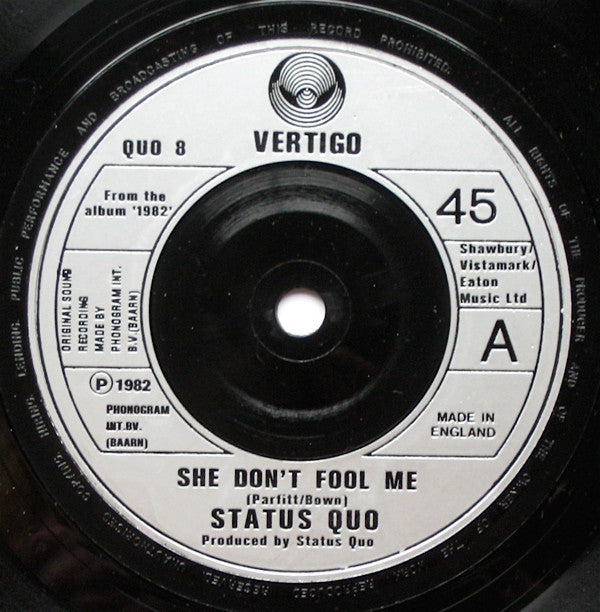 ALL RIGHTS OF THE PRODUCER AND OF THE OWNER OF THE WORK REPRODUCED RESERVED. UNAUTHORISED COPYING, HIRING, LENDING, PUBLIC PERFORMANCE AND BROADCASTING OF THIS RECORD PROHIBITED.
VERTIGO
QUO 8
From the
album '1982'
45
ORIGINAL SOUND
RECORDING
MADE BY
PHONOGRAM INT.
B.V.(BAARN)
Shawbury/
Vistamark/
Eaton
Music Ltd
A
Ⓟ 1982
PHONOGRAM
INT.BV.
(BAARN)
MADE IN
ENGLAND
SHE DON'T FOOL ME
(Parfitt/Bown)
STATUS QUO
Produced by Status Quo